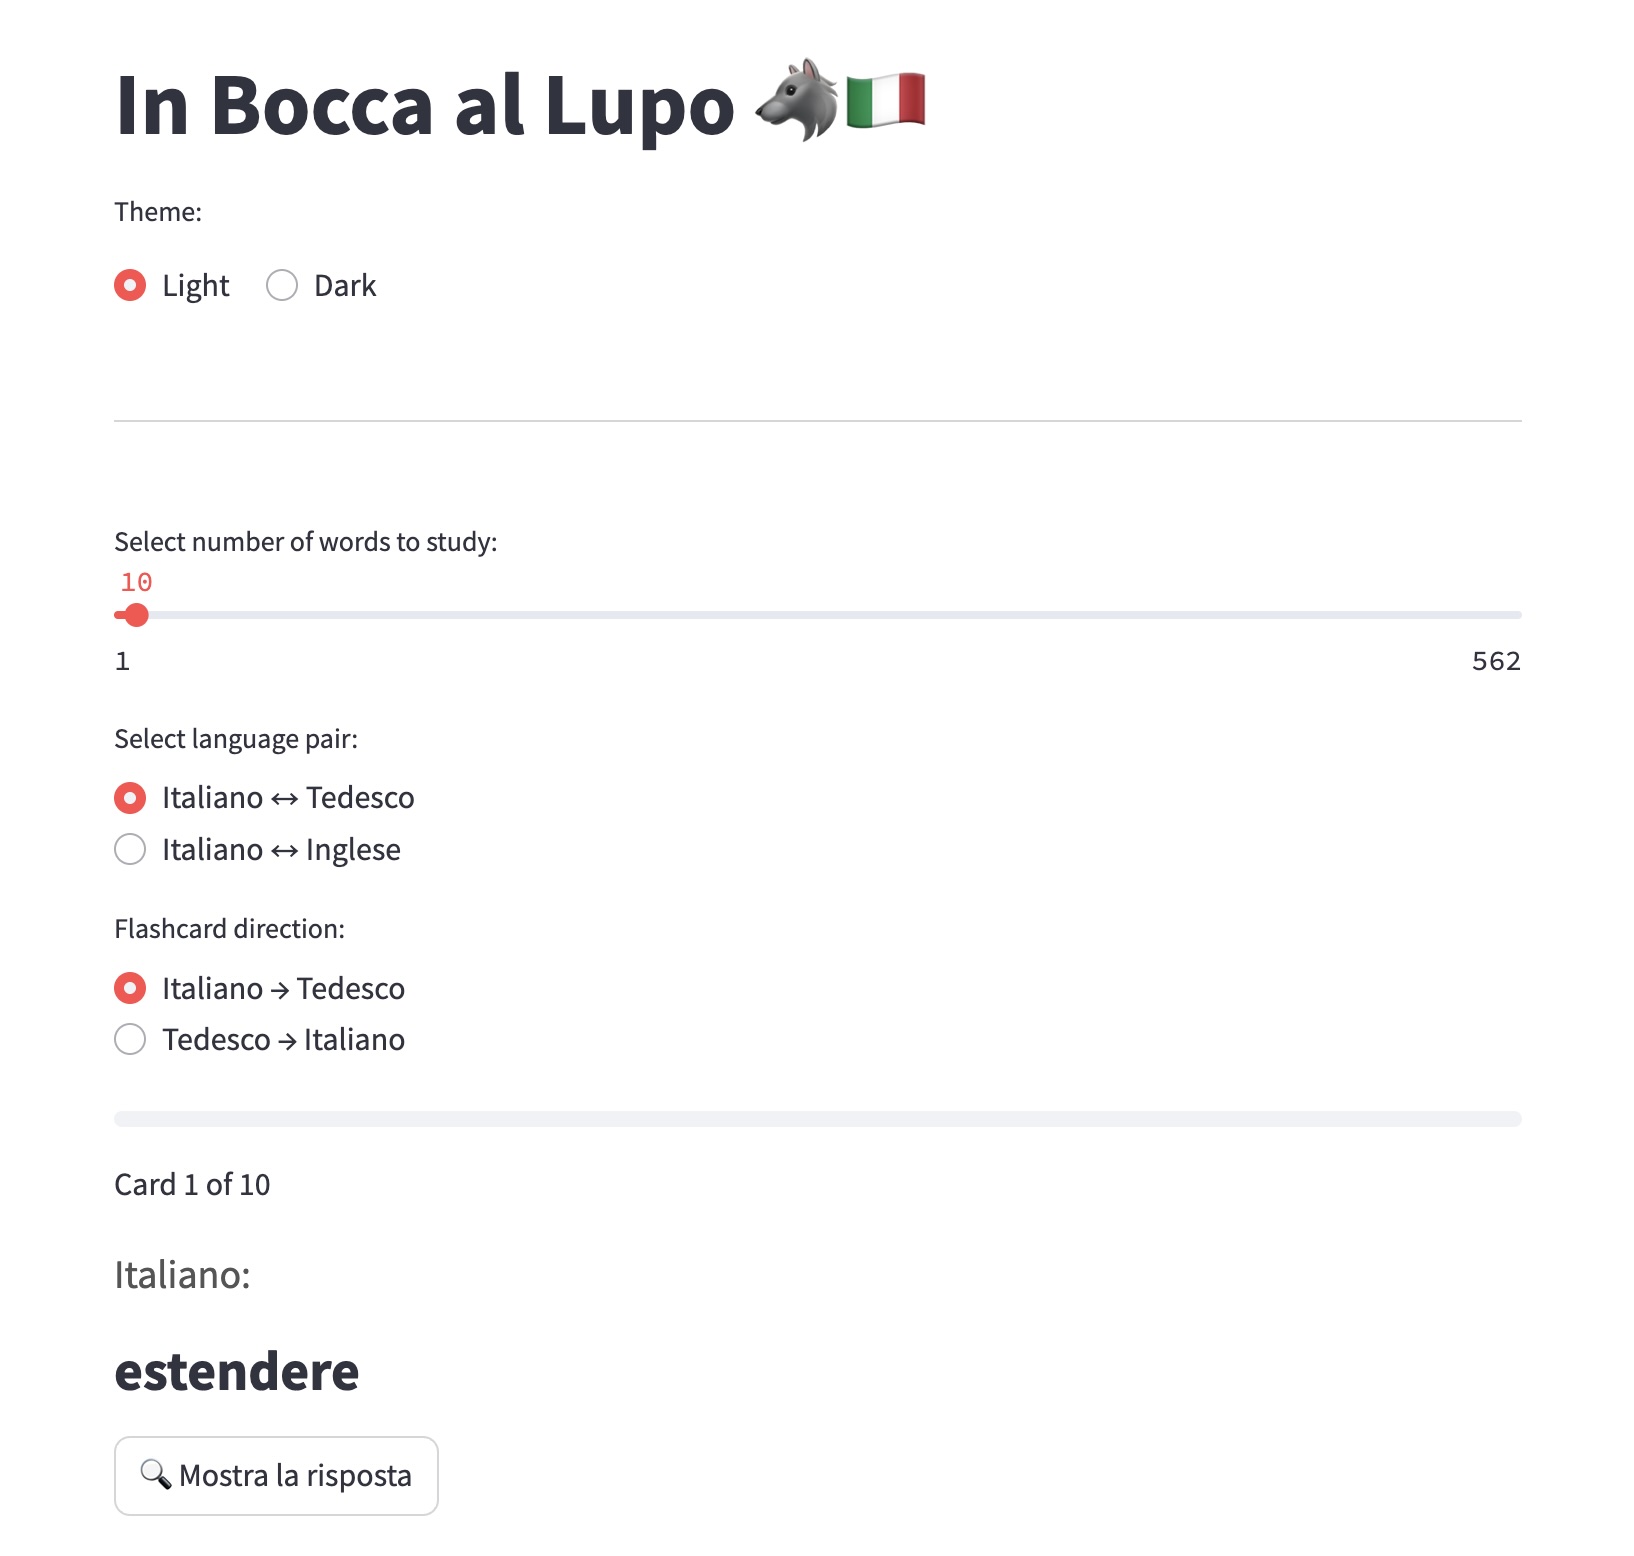 In Bocca al Lupo 🐺🇮🇹
Theme:
Light Dark
Select number of words to study:
10
1 562
Select language pair:
Italiano ↔ Tedesco
Italiano ↔ Inglese
Flashcard direction:
Italiano → Tedesco
Tedesco → Italiano
Card 1 of 10
Italiano:
estendere
🔍 Mostra la risposta